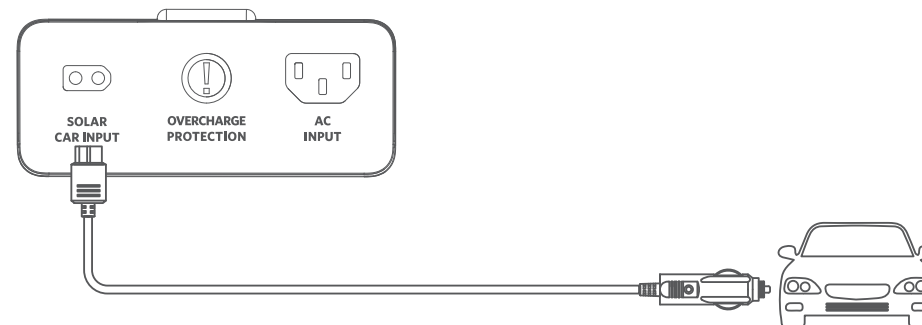 SOLAR
CAR INPUT
OVERCHARGE
PROTECTION
AC
INPUT